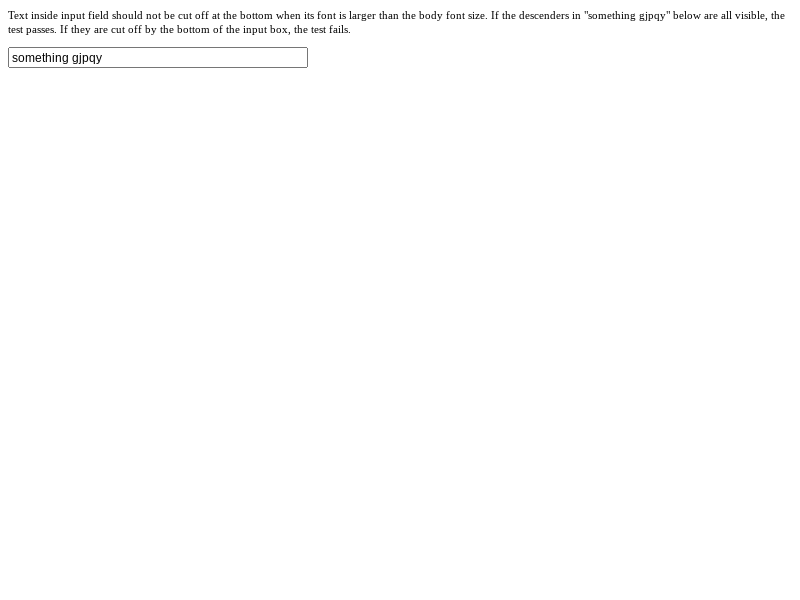 Text inside input field should not be cut off at the bottom when its font is larger than the body font size. If the descenders in "something gjpqy" below are all visible, the
test passes. If they are cut off by the bottom of the input box, the test fails.
something gjpqy